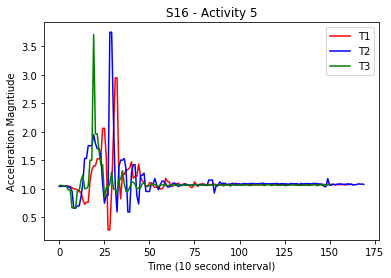 S16 - Activity 5
T1
T2
T3
Acceleration Magntiude
3.5
3.0
2.5
2.0
1.5
1.0
0.5
0 25 50 75 100 125 150 175
Time (10 second interval)